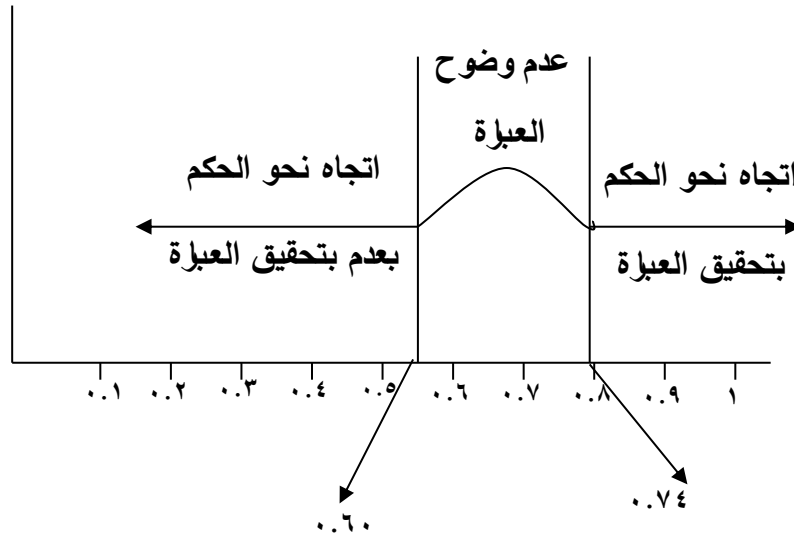 عدم وضوح
العبارة
اتجاه نحو الحكم
بتحقيق العبارة
اتجاه نحو الحكم
بعدم بتحقيق العبارة
٠.١ ٠.٢ ٠.٣ ٠.٤ ٠.٥ ٠.٦ ٠.٧ ٠.٨ ٠.٩ ١
٠.٧٤
٠.٦٠